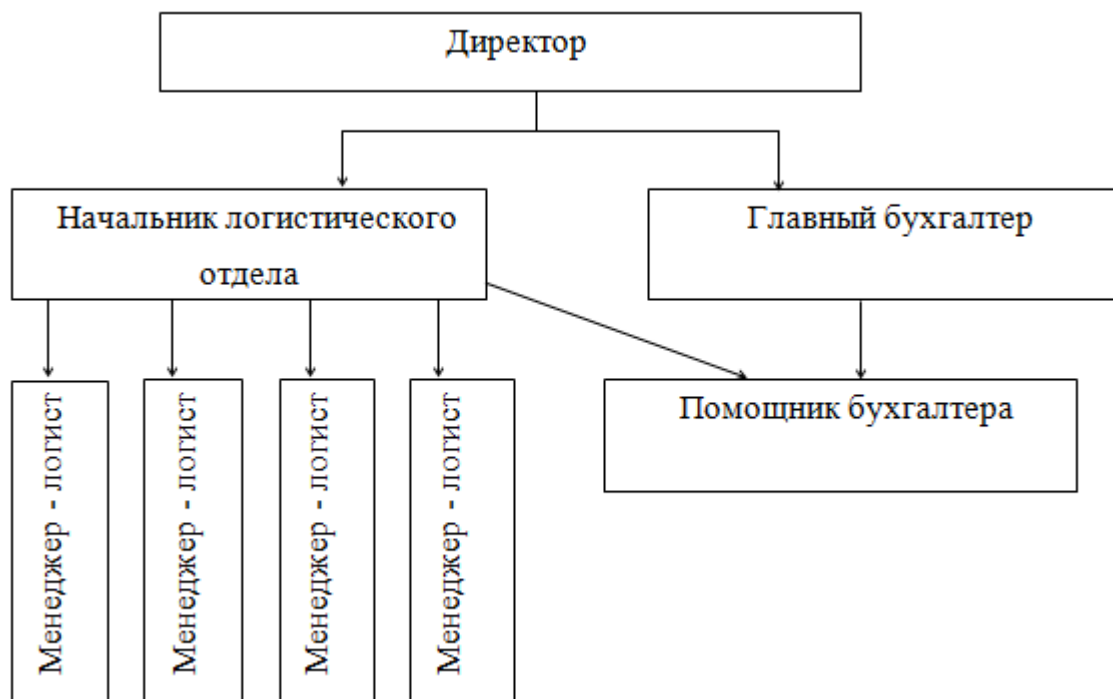 Директор
Начальник логистического
отдела
Главный бухгалтер
Помощник бухгалтера
Менеджер - логист
Менеджер - логист
Менеджер - логист
Менеджер - логист